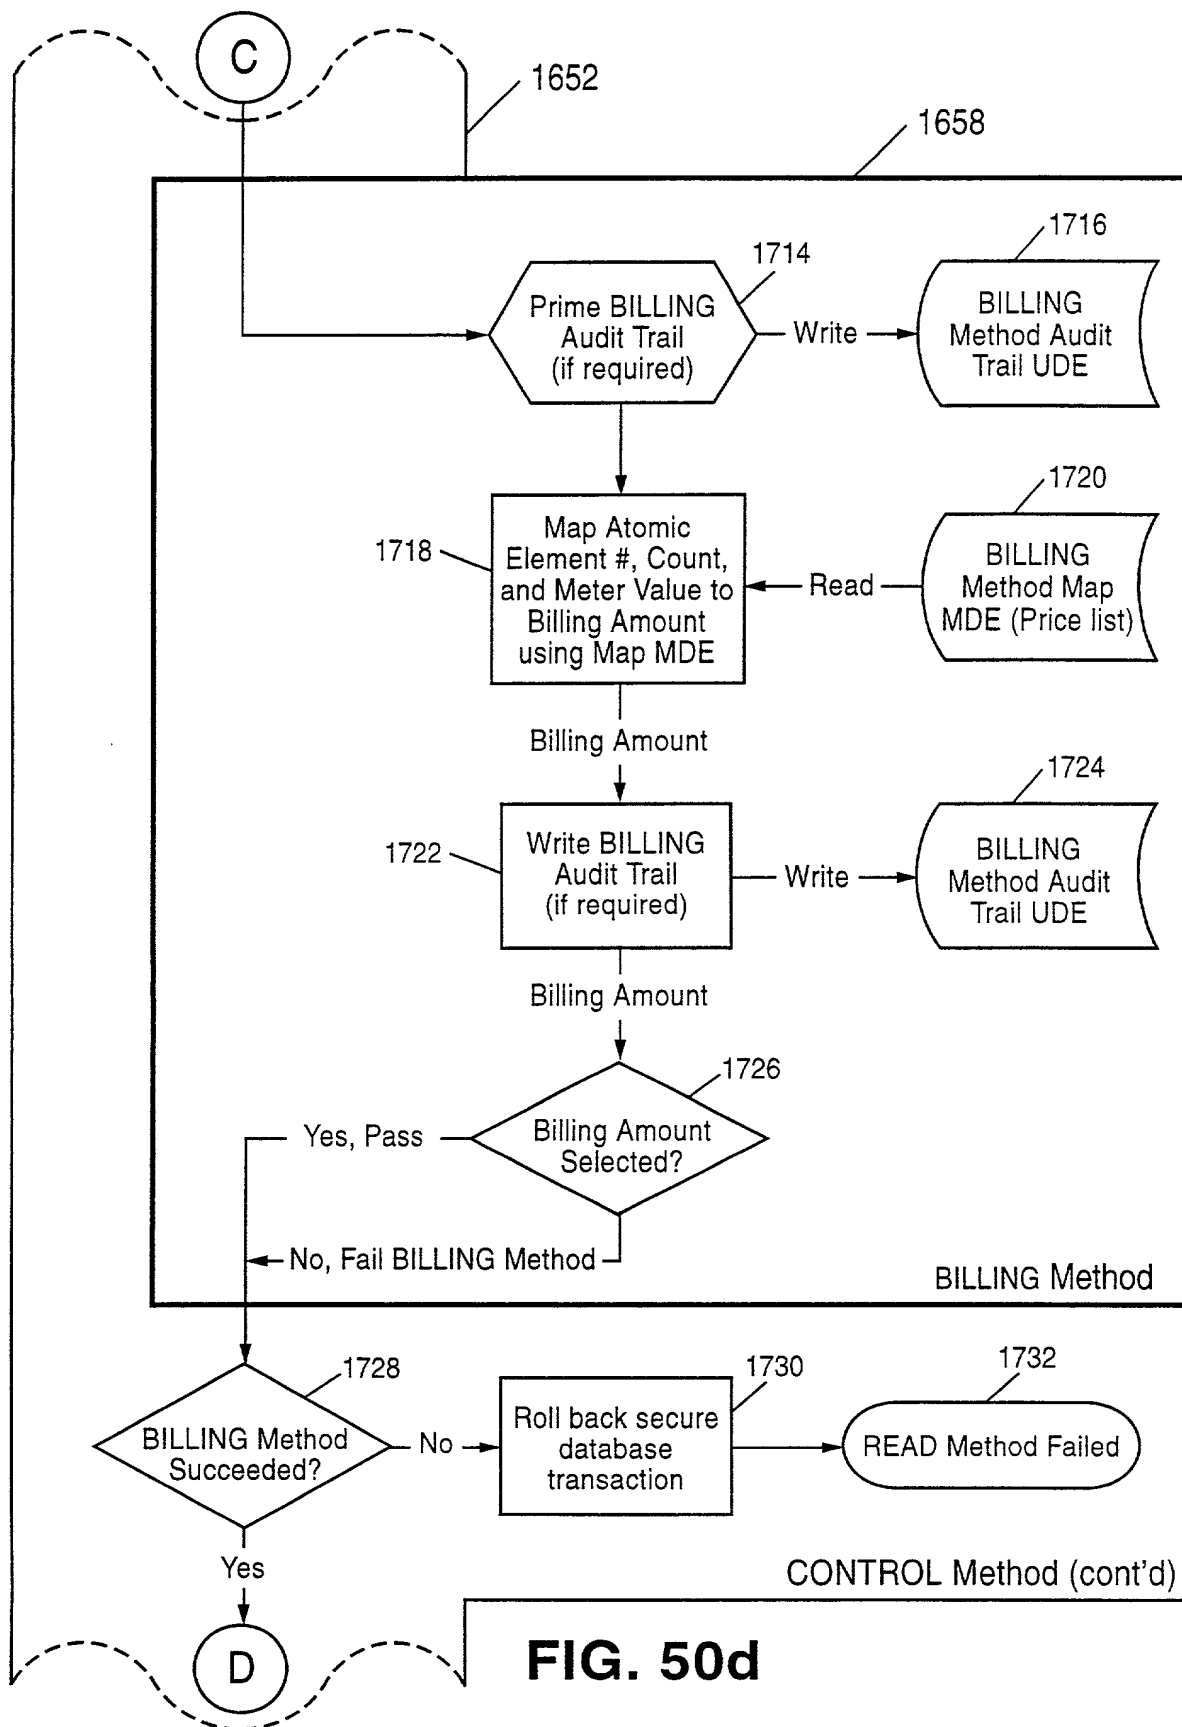 C
1652
1658
1714
1716
Prime BILLING
Audit Trail
(if required)
Write
BILLING
Method Audit
Trail UDE
1718
Map Atomic
Element #, Count,
and Meter Value to
Billing Amount
using Map MDE
Read
1720
BILLING
Method Map
MDE (Price list)
Billing Amount
1722
Write BILLING
Audit Trail
(if required)
Write
1724
BILLING
Method Audit
Trail UDE
Billing Amount
1726
Billing Amount
Selected?
Yes, Pass
No, Fail BILLING Method
BILLING Method
1728
BILLING Method
Succeeded?
No
1730
Roll back secure
database
transaction
1732
READ Method Failed
Yes
CONTROL Method (cont'd)
D
FIG. 50d